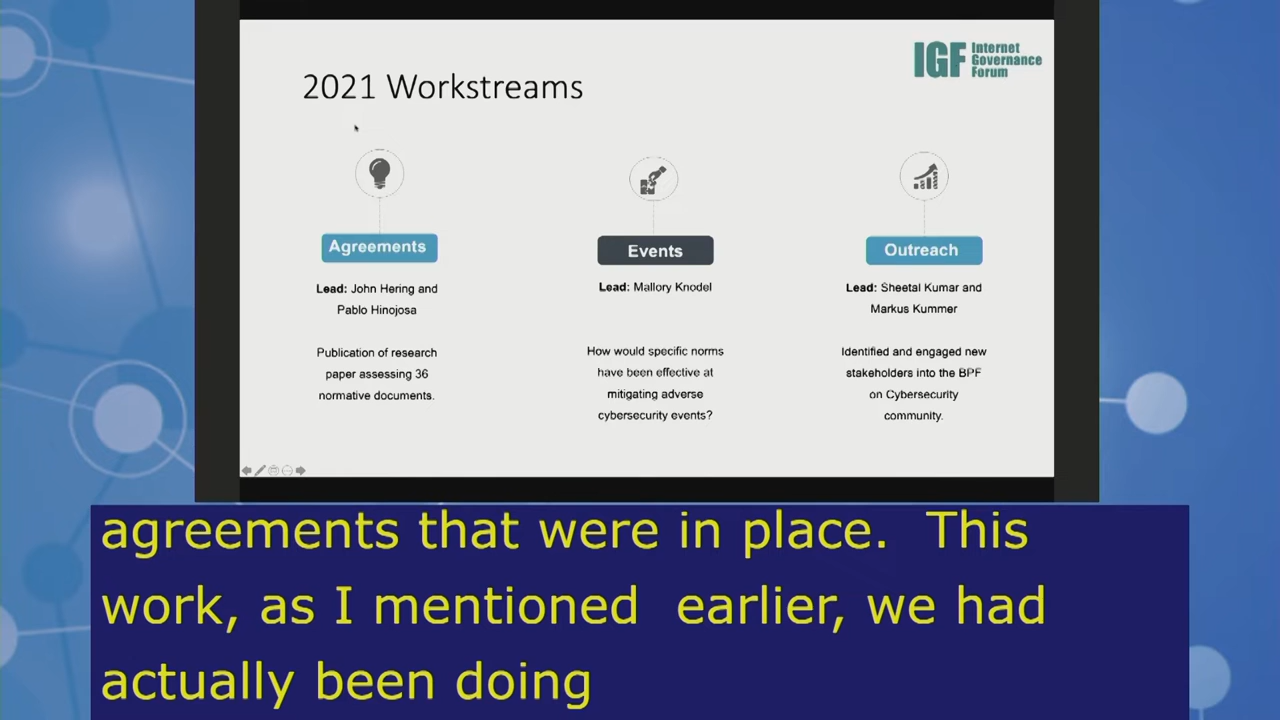 IGF Internet
Governance
Forum
2021 Workstreams
Agreements
Lead: John Hering and
Pablo Hinojosa
Publication of research
paper assessing 36
normative documents.
Events
Lead: Mallory Knodel
How would specific norms
have been effective at
mitigating adverse
cybersecurity events?
Outreach
Lead: Sheetal Kumar and
Markus Kummer
Identified and engaged new
stakeholders into the BPF
on Cybersecurity
community.
agreements that were in place.  This
work, as I mentioned  earlier, we had
actually been doing